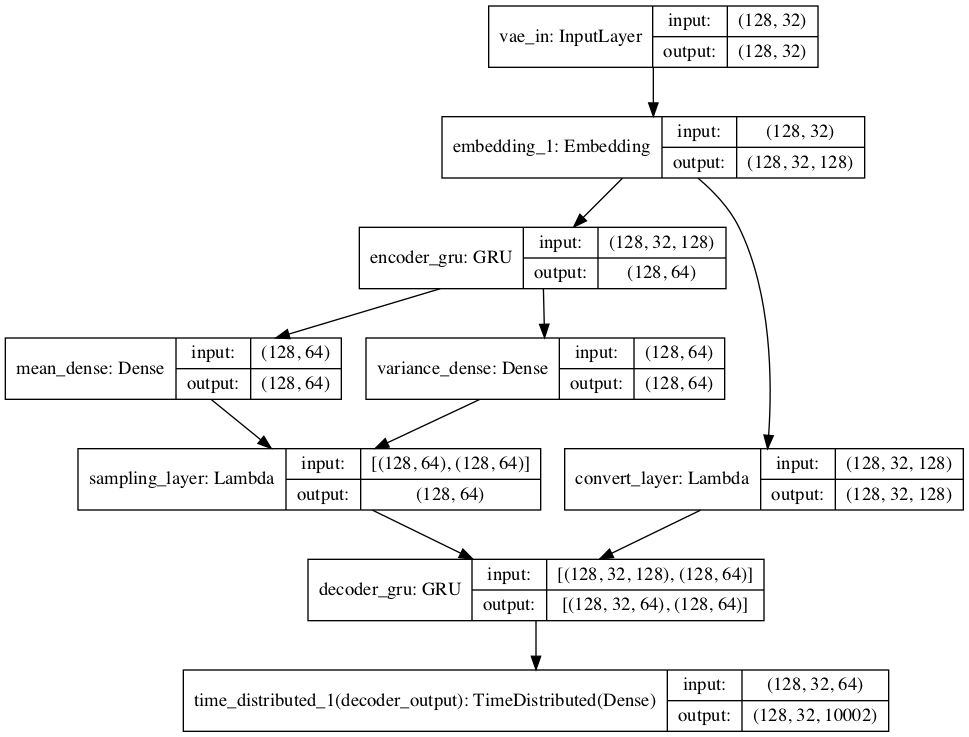 vae_in: InputLayer
input: (128, 32)
output: (128, 32)
embedding_1: Embedding
input: (128, 32)
output: (128, 32, 128)
encoder_gru: GRU
input: (128, 32, 128)
output: (128, 64)
mean_dense: Dense
input: (128, 64)
output: (128, 64)
variance_dense: Dense
input: (128, 64)
output: (128, 64)
sampling_layer: Lambda
input: [(128, 64), (128, 64)]
output: (128, 64)
convert_layer: Lambda
input: (128, 32, 128)
output: (128, 32, 128)
decoder_gru: GRU
input: [(128, 32, 128), (128, 64)]
output: [(128, 32, 64), (128, 64)]
time_distributed_1(decoder_output): TimeDistributed(Dense)
input: (128, 32, 64)
output: (128, 32, 10002)